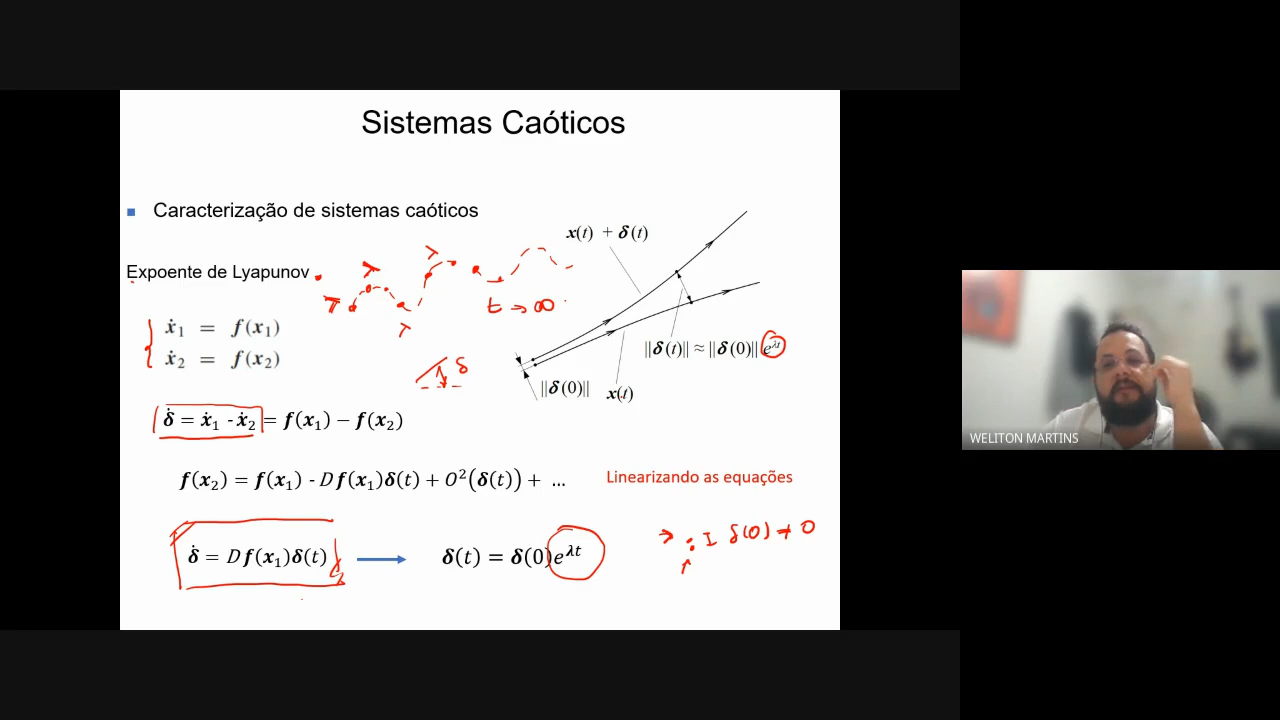 Sistemas Caóticos
▪ Caracterização de sistemas caóticos
Expoente de Lyapunov
ẋ₁ = f(x₁)
ẋ₂ = f(x₂)
δ̇ = ẋ₁ - ẋ₂ = f(x₁) − f(x₂)
f(x₂) = f(x₁) - Df(x₁)δ(t) + O²(δ(t)) + ...
Linearizando as equações
δ̇ = Df(x₁)δ(t)
δ(t) = δ(0)e^λt
x(t) + δ(t)
||δ(t)|| ≈ ||δ(0)|| e^λt
||δ(0)||
x(t)
λ
λ
λ
t → ∞
δ
δ(0) ≠ 0
WELITON MARTINS